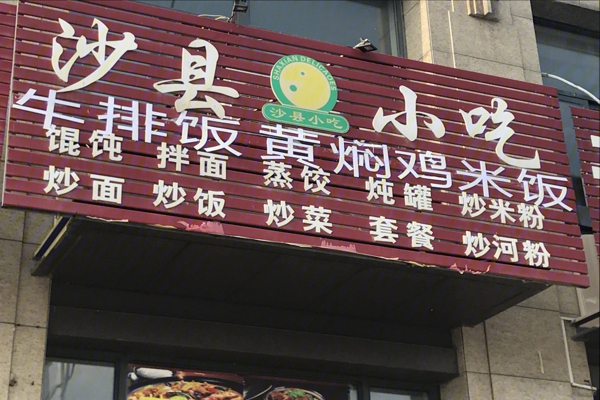 沙县 小吃
SHAXIAN DELICACIES
沙县小吃
牛排饭 黄焖鸡米饭
馄饨 拌面 蒸饺 炖罐 炒米粉
炒面 炒饭 炒菜 套餐 炒河粉